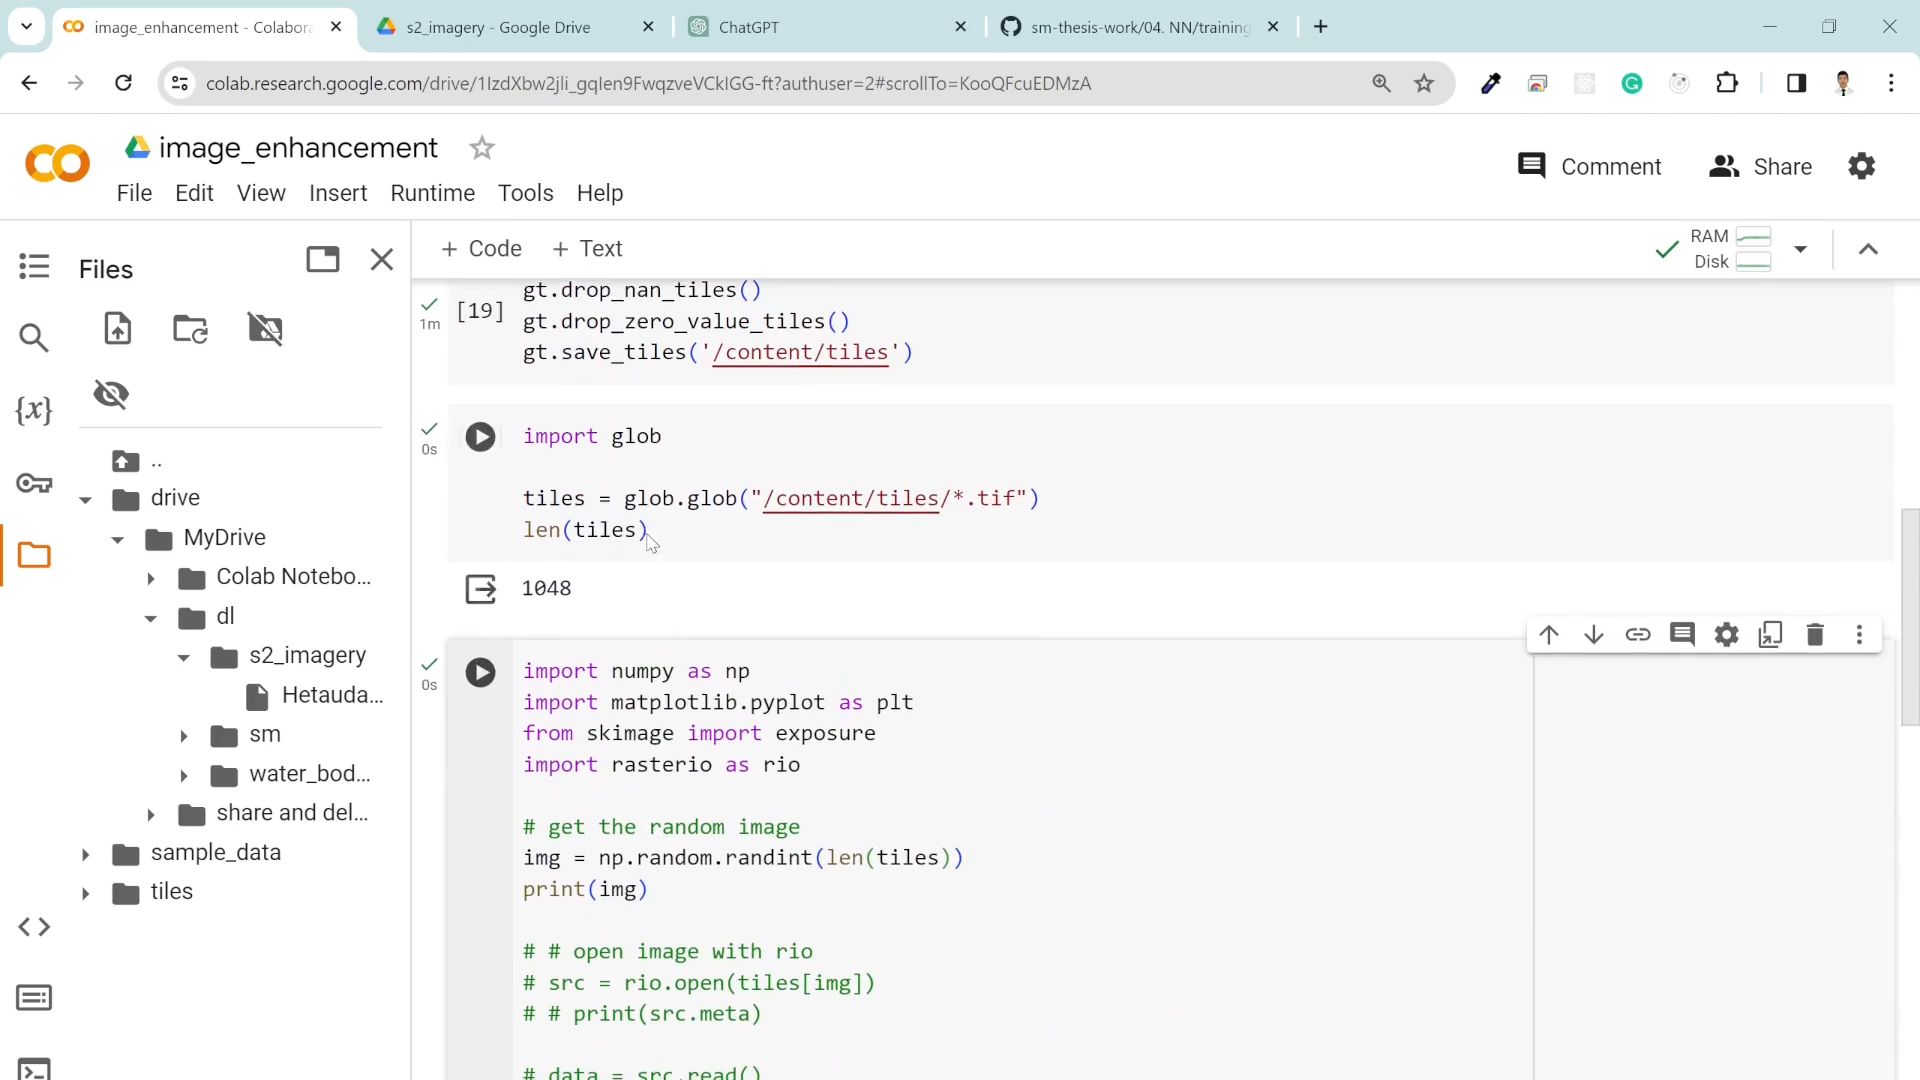 image_enhancement - Colabora
s2_imagery - Google Drive
ChatGPT
sm-thesis-work/04. NN/training
colab.research.google.com/drive/1IzdXbw2jli_gqIen9FwqzveVCkIGG-ft?authuser=2#scrollTo=KooQFcuEDMzA
image_enhancement
Comment
Share
File Edit View Insert Runtime Tools Help
Files
+ Code + Text
RAM
Disk
gt.drop_nan_tiles()
[19]
1m
gt.drop_zero_value_tiles()
gt.save_tiles('/content/tiles')
0s
import glob
tiles = glob.glob("/content/tiles/*.tif")
len(tiles)
1048
..
drive
MyDrive
Colab Notebo...
dl
s2_imagery
Hetauda...
sm
water_bod...
share and del...
sample_data
tiles
{x}
0s
import numpy as np
import matplotlib.pyplot as plt
from skimage import exposure
import rasterio as rio
# get the random image
img = np.random.randint(len(tiles))
print(img)
# # open image with rio
# src = rio.open(tiles[img])
# # print(src.meta)
# data = src.read()